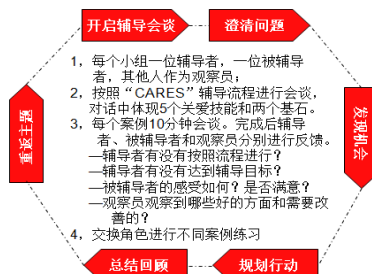 开启辅导会谈
澄清问题
1，每个小组一位辅导者，一位被辅导
者，其他人作为观察员；
2，按照“CARES”辅导流程进行会谈，
对话中体现5个关爱技能和两个基石。
3，每个案例10分钟会谈。完成后辅导
者、被辅导者和观察员分别进行反馈。
—辅导者有没有按照流程进行？
—辅导者有没有达到辅导目标？
—被辅导者的感受如何？是否满意？
—观察员观察到哪些好的方面和需要改
善的？
4，交换角色进行不同案例练习
发现机会
规划行动
总结回顾
重返主题